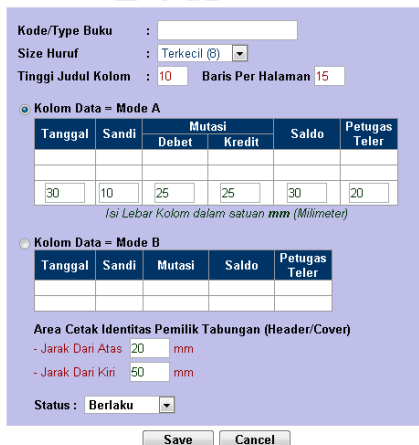 Kode/Type Buku :
Size Huruf : Terkecil (8)
Tinggi Judul Kolom : 10 Baris Per Halaman 15
Kolom Data = Mode A
Tanggal Sandi Mutasi Saldo Petugas Teler
Debet Kredit
30 10 25 25 30 20
Isi Lebar Kolom dalam satuan mm (Milimeter)
Kolom Data = Mode B
Tanggal Sandi Mutasi Saldo Petugas Teler
Area Cetak Identitas Pemilik Tabungan (Header/Cover)
- Jarak Dari Atas 20 mm
- Jarak Dari Kiri 50 mm
Status : Berlaku
Save Cancel